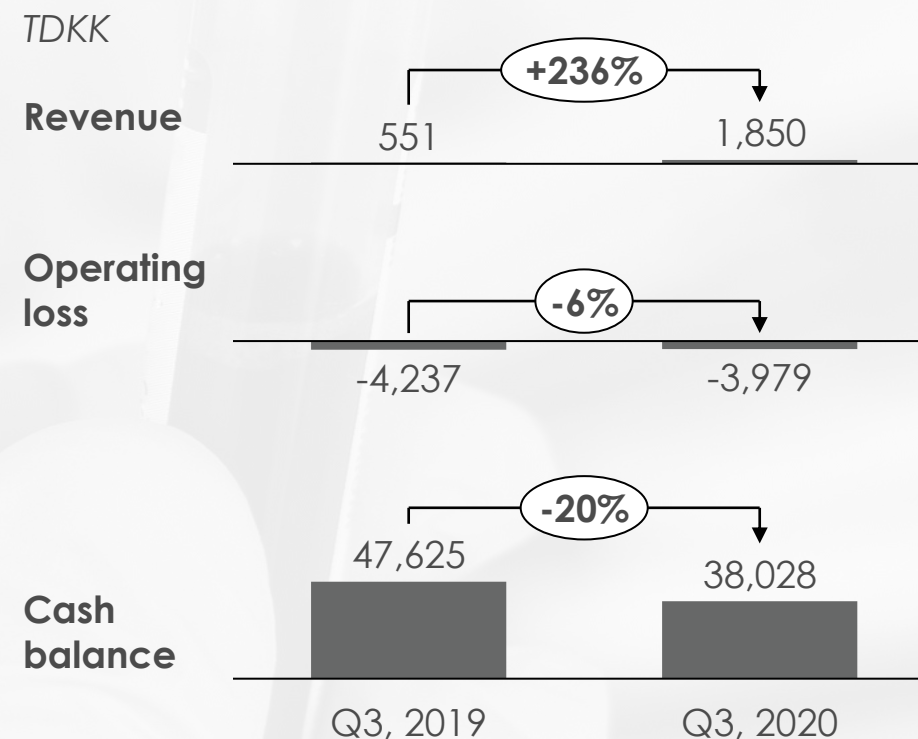 TDKK
+236%
Revenue
551
1,850
Operating
loss
-6%
-4,237
-3,979
-20%
47,625
38,028
Cash
balance
Q3, 2019
Q3, 2020